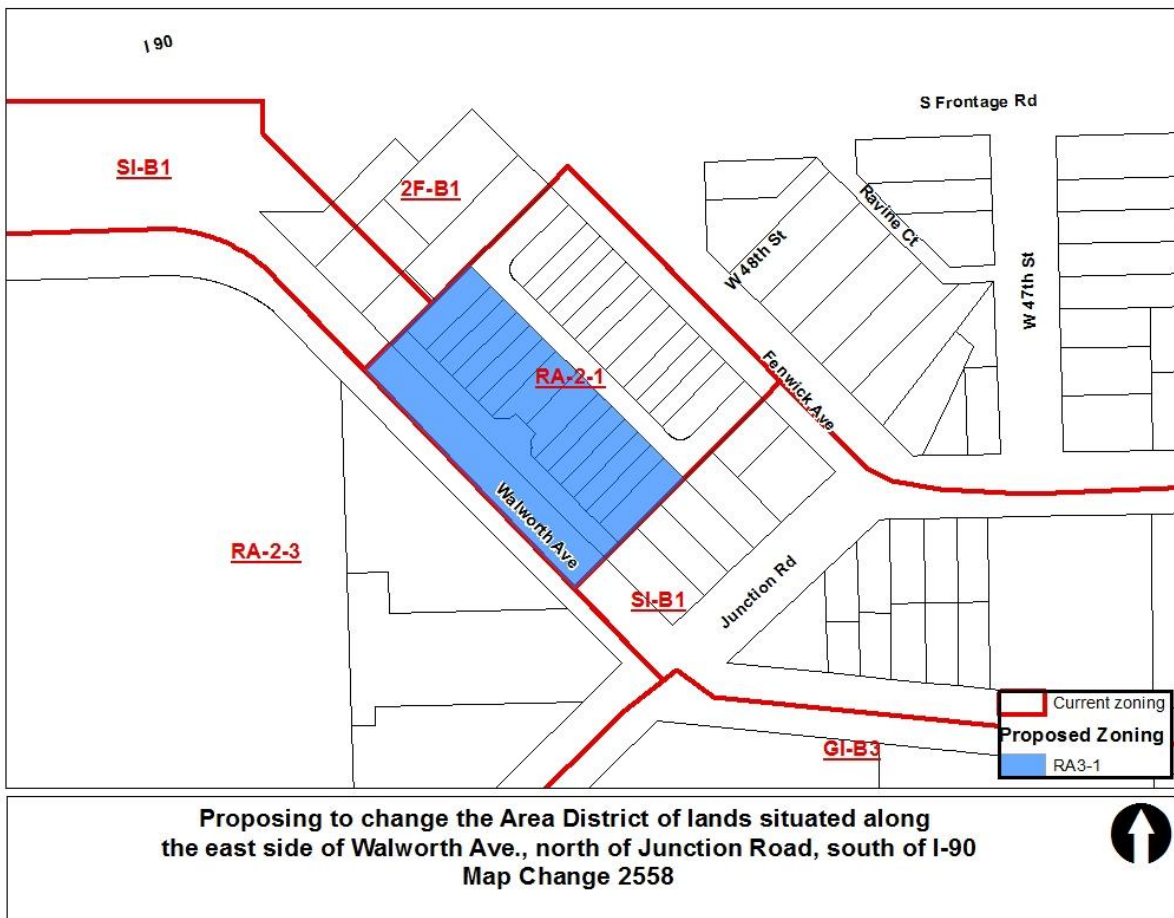 I 90
S Frontage Rd
SI-B1
2F-B1
Ravine Ct
W 48th St
W 47th St
RA-2-1
Fenwick Ave
Walworth Ave
RA-2-3
SI-B1
Junction Rd
GI-B3
Current zoning
Proposed Zoning
RA3-1
Proposing to change the Area District of lands situated along
the east side of Walworth Ave., north of Junction Road, south of I-90
Map Change 2558